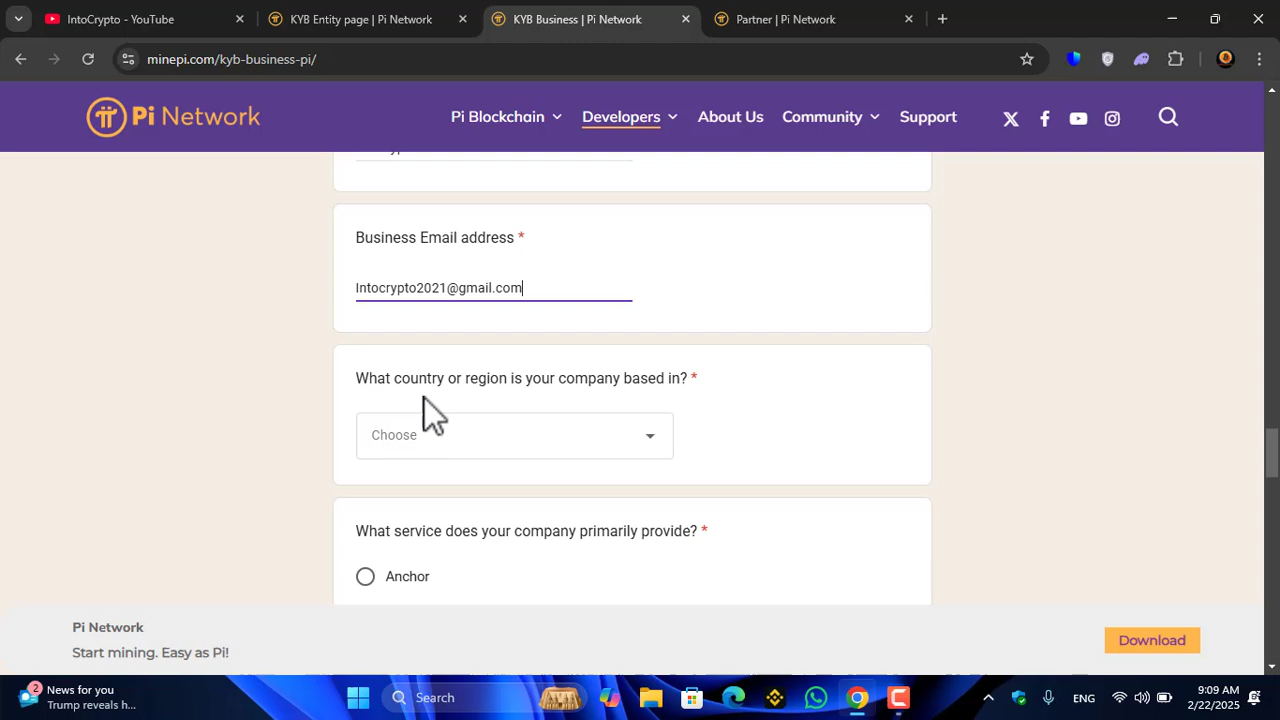 IntoCrypto - YouTube
KYB Entity page | Pi Network
KYB Business | Pi Network
Partner | Pi Network
minepi.com/kyb-business-pi/
Pi Network
Pi Blockchain
Developers
About Us
Community
Support
Business Email address *
Intocrypto2021@gmail.com
What country or region is your company based in? *
Choose
What service does your company primarily provide? *
Anchor
Pi Network
Start mining. Easy as Pi!
Download
2
News for you
Trump reveals h...
Search
ENG
9:09 AM
2/22/2025